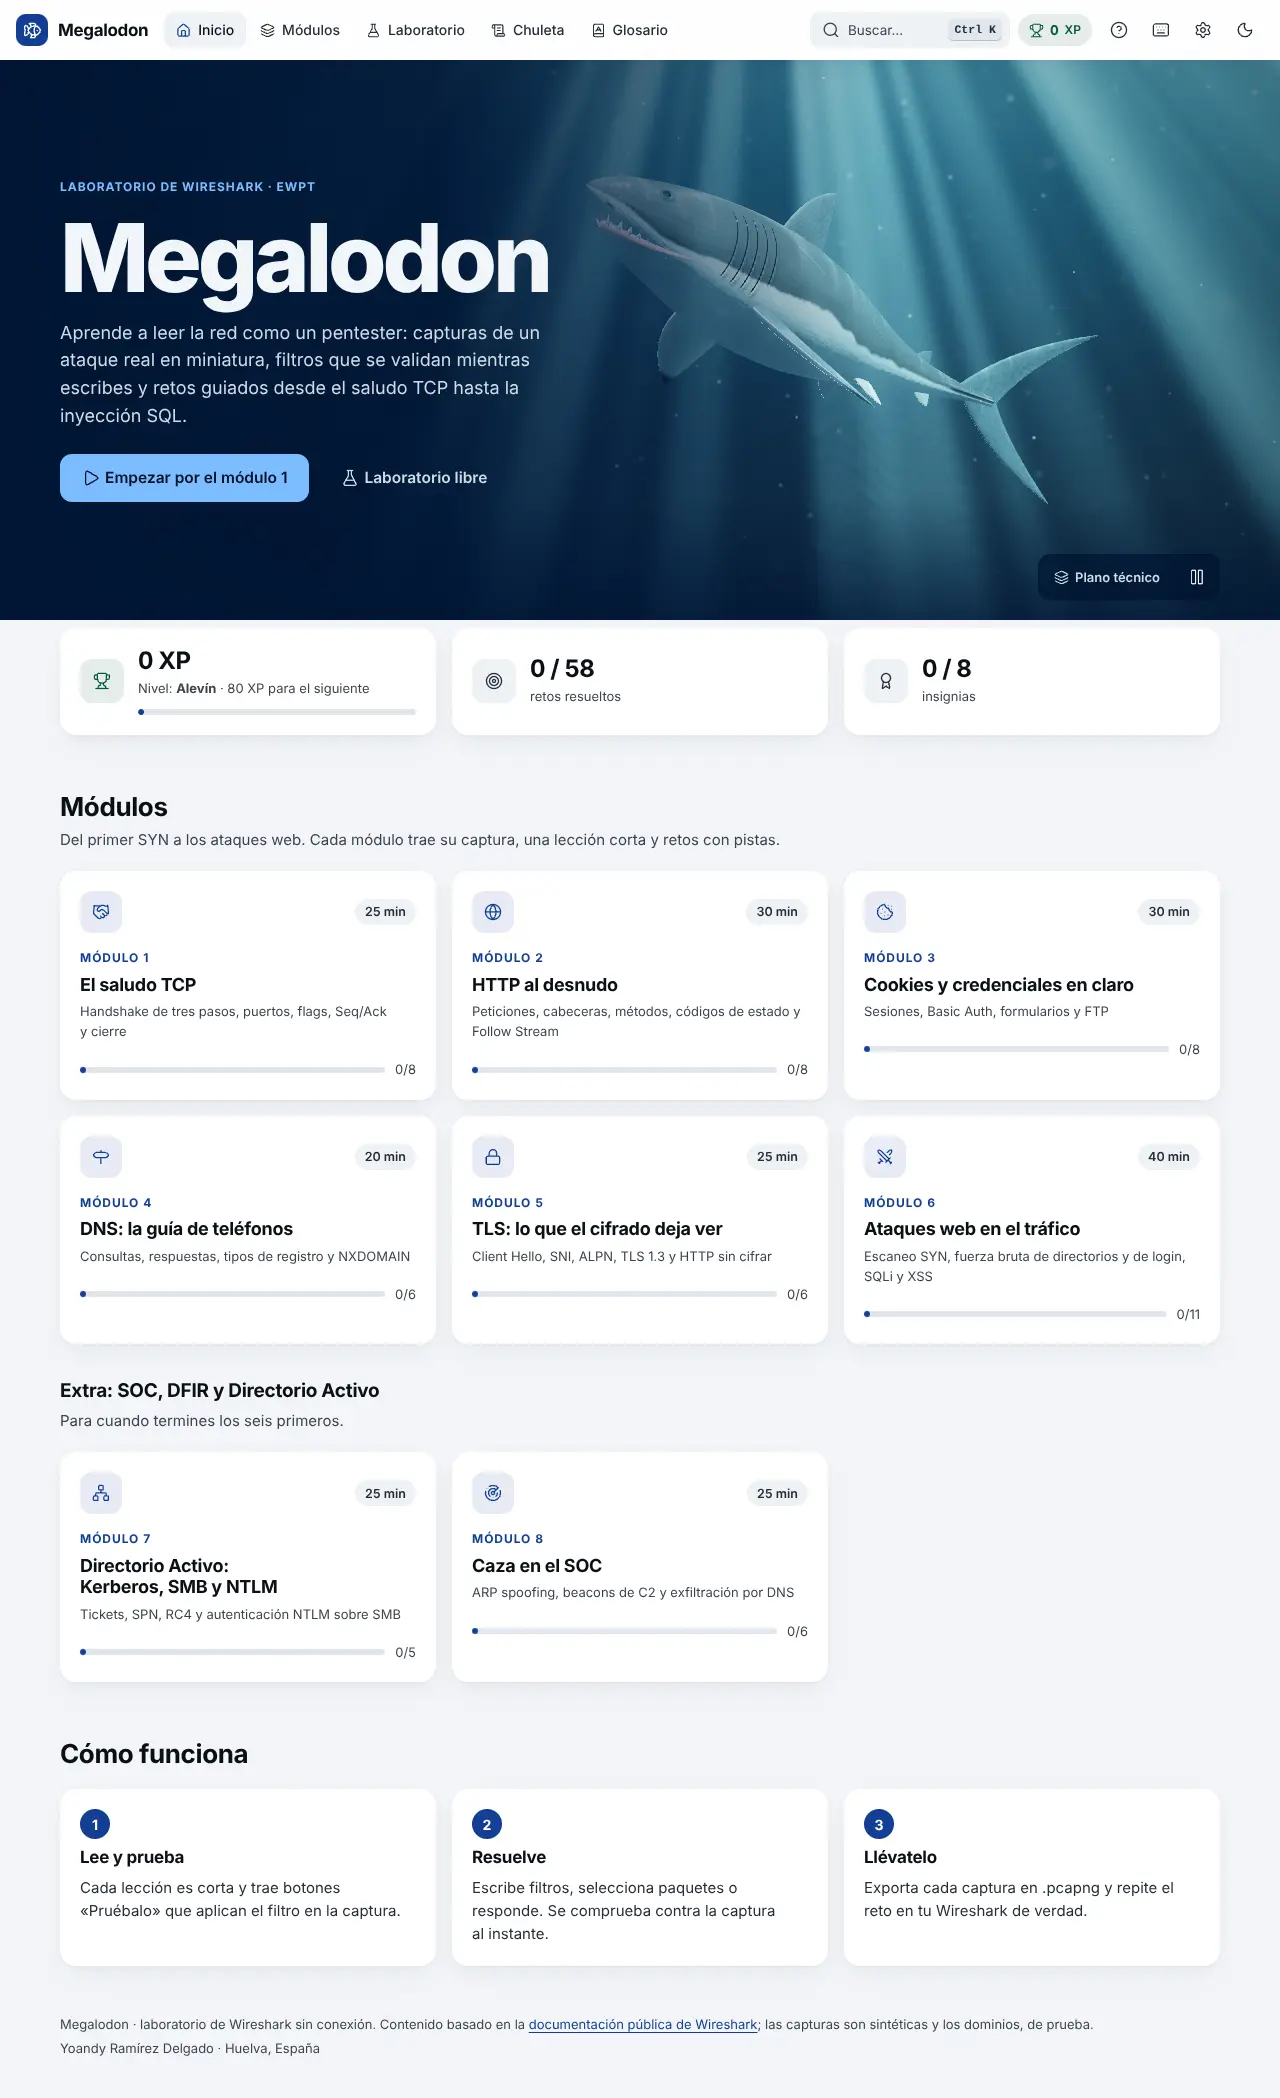 Megalodon
Inicio
Módulos
Laboratorio
Chuleta
Glosario
Buscar...
Ctrl K
0 XP
LABORATORIO DE WIRESHARK · EWPT
Megalodon
Aprende a leer la red como un pentester: capturas de un
ataque real en miniatura, filtros que se validan mientras
escribes y retos guiados desde el saludo TCP hasta la
inyección SQL.
Empezar por el módulo 1
Laboratorio libre
Plano técnico
0 XP
Nivel: Alevín · 80 XP para el siguiente
0 / 58
retos resueltos
0 / 8
insignias
Módulos
Del primer SYN a los ataques web. Cada módulo trae su captura, una lección corta y retos con pistas.
25 min
MÓDULO 1
El saludo TCP
Handshake de tres pasos, puertos, flags, Seq/Ack
y cierre
0/8
30 min
MÓDULO 2
HTTP al desnudo
Peticiones, cabeceras, métodos, códigos de estado y
Follow Stream
0/8
30 min
MÓDULO 3
Cookies y credenciales en claro
Sesiones, Basic Auth, formularios y FTP
0/8
20 min
MÓDULO 4
DNS: la guía de teléfonos
Consultas, respuestas, tipos de registro y NXDOMAIN
0/6
25 min
MÓDULO 5
TLS: lo que el cifrado deja ver
Client Hello, SNI, ALPN, TLS 1.3 y HTTP sin cifrar
0/6
40 min
MÓDULO 6
Ataques web en el tráfico
Escaneo SYN, fuerza bruta de directorios y de login,
SQLi y XSS
0/11
Extra: SOC, DFIR y Directorio Activo
Para cuando termines los seis primeros.
25 min
MÓDULO 7
Directorio Activo:
Kerberos, SMB y NTLM
Tickets, SPN, RC4 y autenticación NTLM sobre SMB
0/5
25 min
MÓDULO 8
Caza en el SOC
ARP spoofing, beacons de C2 y exfiltración por DNS
0/6
Cómo funciona
1
Lee y prueba
Cada lección es corta y trae botones
«Pruébalo» que aplican el filtro en la captura.
2
Resuelve
Escribe filtros, selecciona paquetes o
responde. Se comprueba contra la captura
al instante.
3
Llévatelo
Exporta cada captura en .pcapng y repite el
reto en tu Wireshark de verdad.
Megalodon · laboratorio de Wireshark sin conexión. Contenido basado en la documentación pública de Wireshark; las capturas son sintéticas y los dominios, de prueba.
Yoandy Ramírez Delgado · Huelva, España